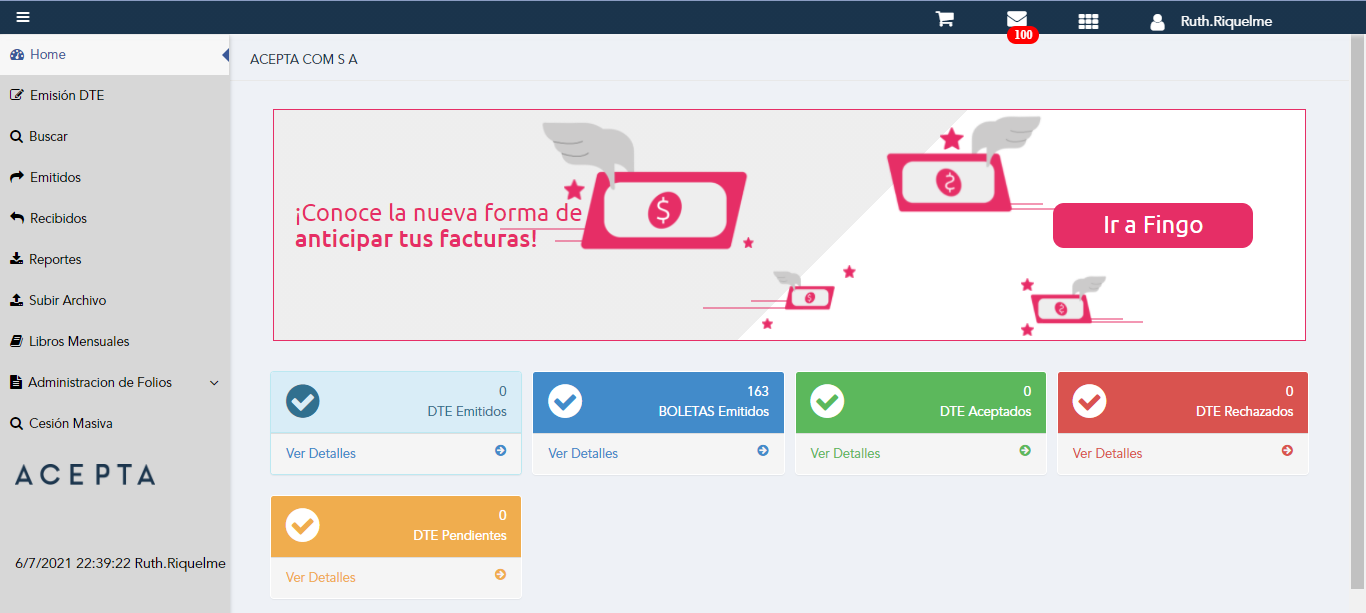 100
Ruth.Riquelme
Home
Emisión DTE
Buscar
Emitidos
Recibidos
Reportes
Subir Archivo
Libros Mensuales
Administracion de Folios
Cesión Masiva
ACEPTA
6/7/2021 22:39:22 Ruth.Riquelme
ACEPTA COM S A
¡Conoce la nueva forma de
anticipar tus facturas!
$
$
$
$
Ir a Fingo
0
DTE Emitidos
Ver Detalles
163
BOLETAS Emitidos
Ver Detalles
0
DTE Aceptados
Ver Detalles
0
DTE Rechazados
Ver Detalles
0
DTE Pendientes
Ver Detalles